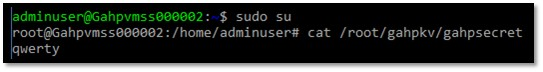 adminuser@Gahpvmss000002:~$ sudo su
root@Gahpvmss000002:/home/adminuser# cat /root/gahpkv/gahpsecret
qwerty